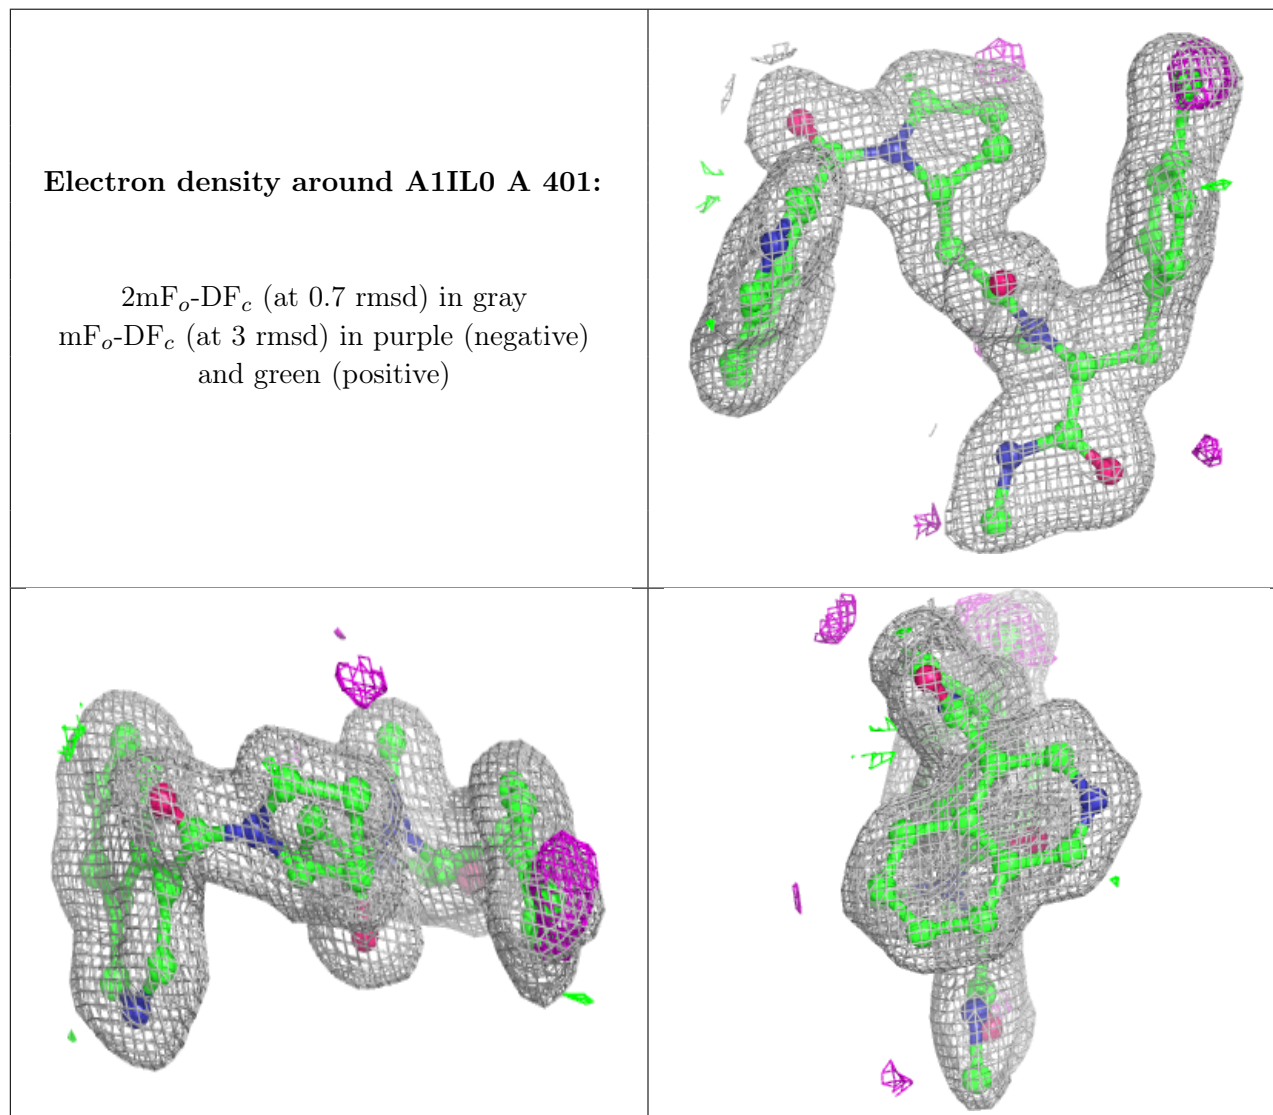 Electron density around A1IL0 A 401:
2mFo-DFc (at 0.7 rmsd) in gray
mFo-DFc (at 3 rmsd) in purple (negative)
and green (positive)